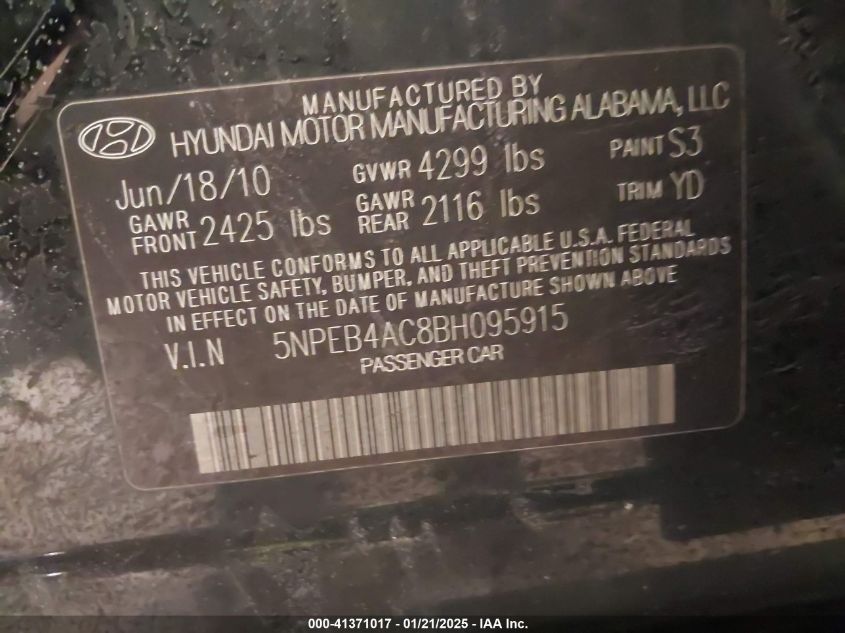 MANUFACTURED BY
HYUNDAI MOTOR MANUFACTURING ALABAMA, LLC
Jun/18/10 GVWR 4299 lbs PAINT S3
GAWR FRONT 2425 lbs GAWR REAR 2116 lbs TRIM YD
THIS VEHICLE CONFORMS TO ALL APPLICABLE U.S.A. FEDERAL
MOTOR VEHICLE SAFETY, BUMPER, AND THEFT PREVENTION STANDARDS
IN EFFECT ON THE DATE OF MANUFACTURE SHOWN ABOVE
V.I.N 5NPEB4AC8BH095915
PASSENGER CAR
000-41371017 — 01/21/2025 - IAA Inc.